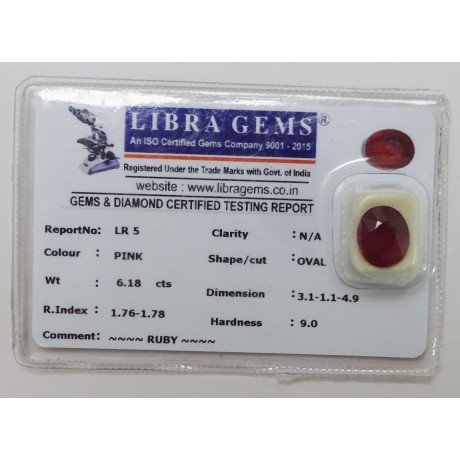 LIBRA GEMS®
An ISO Certified Gems Company 9001 - 2015
Registered Under the Trade Marks with Govt. of India
website : www.libragems.co.in
GEMS & DIAMOND CERTIFIED TESTING REPORT
ReportNo: LR 5 Clarity : N/A
Colour : PINK Shape/cut : OVAL
Wt : 6.18 cts Dimension : 3.1-1.1-4.9
R.Index : 1.76-1.78 Hardness : 9.0
Comment: ~~~~ RUBY ~~~~